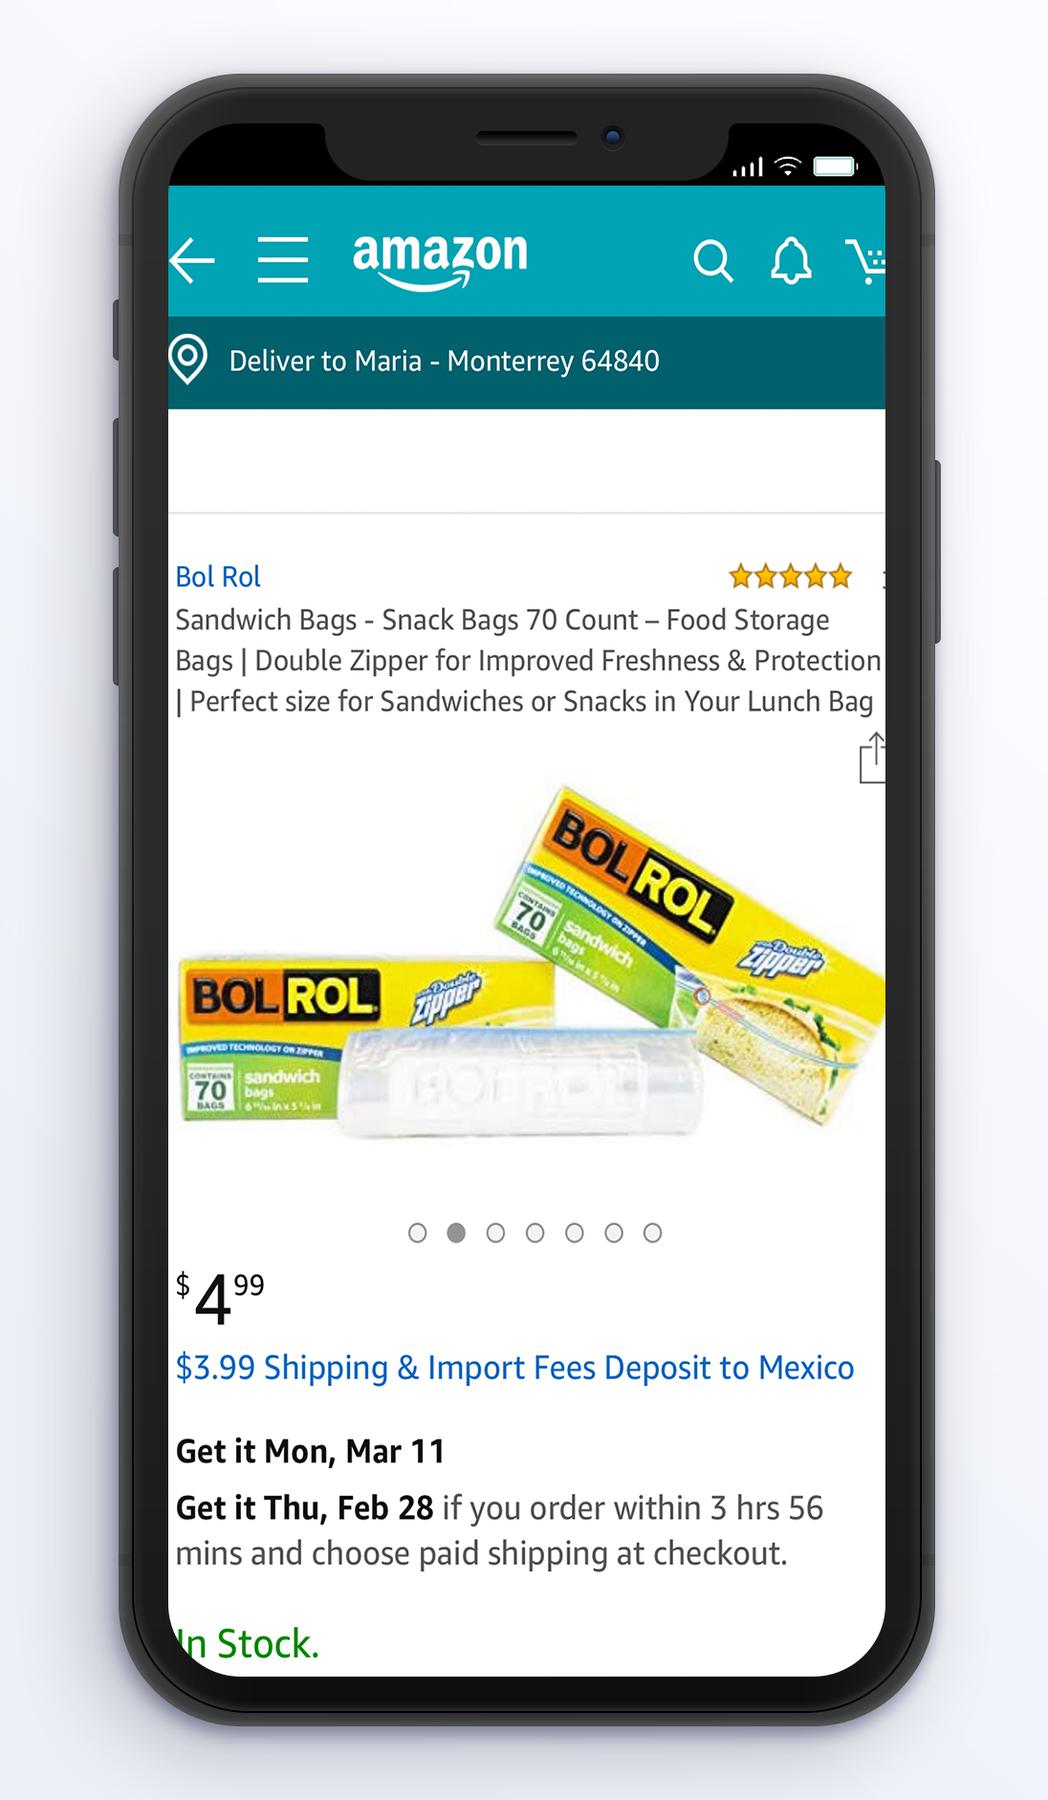 amazon
Deliver to Maria - Monterrey 64840
Bol Rol
Sandwich Bags - Snack Bags 70 Count – Food Storage
Bags | Double Zipper for Improved Freshness & Protection
| Perfect size for Sandwiches or Snacks in Your Lunch Bag
BOL ROL
IMPROVED TECHNOLOGY ON ZIPPER
CONTAINS
70
BAGS
sandwich
bags
Double
Zipper
BOL ROL
Double
Zipper
IMPROVED TECHNOLOGY ON ZIPPER
CONTAINS
70
BAGS
sandwich
bags
BOLROL
$499
$3.99 Shipping & Import Fees Deposit to Mexico
Get it Mon, Mar 11
Get it Thu, Feb 28 if you order within 3 hrs 56
mins and choose paid shipping at checkout.
In Stock.